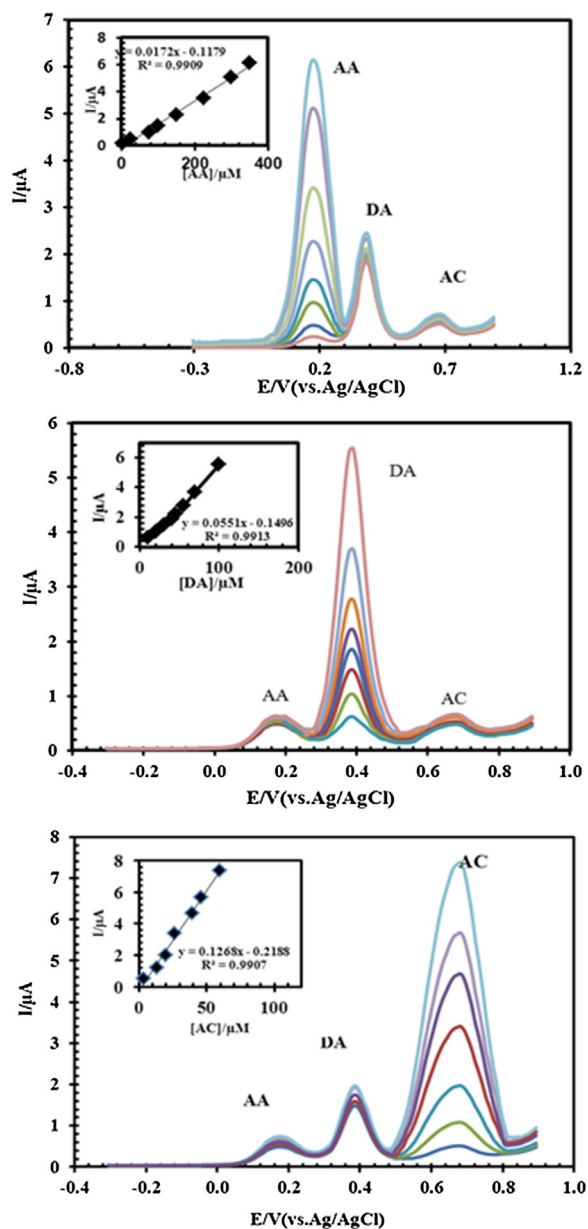 7
6
5
4
3
2
1
0
I/µA
-0.8
-0.3
0.2
0.7
1.2
E/V(vs.Ag/AgCl)
AA
DA
AC
8
6
4
2
0
I/µA
y = 0.0172x - 0.1179
R² = 0.9909
0
200
400
[AA]/µM
6
5
4
3
2
1
0
I/µA
-0.4
-0.2
0.0
0.2
0.4
0.6
0.8
1.0
E/V(vs.Ag/AgCl)
AA
DA
AC
6
4
2
0
I/µA
y = 0.0551x - 0.1496
R² = 0.9913
0
100
200
[DA]/µM
8
7
6
5
4
3
2
1
0
I/µA
-0.4
-0.2
0.0
0.2
0.4
0.6
0.8
1.0
E/V(vs.Ag/AgCl)
AA
DA
AC
8
6
4
2
0
I/µA
y = 0.1268x - 0.2188
R² = 0.9907
0
50
100
[AC]/µM